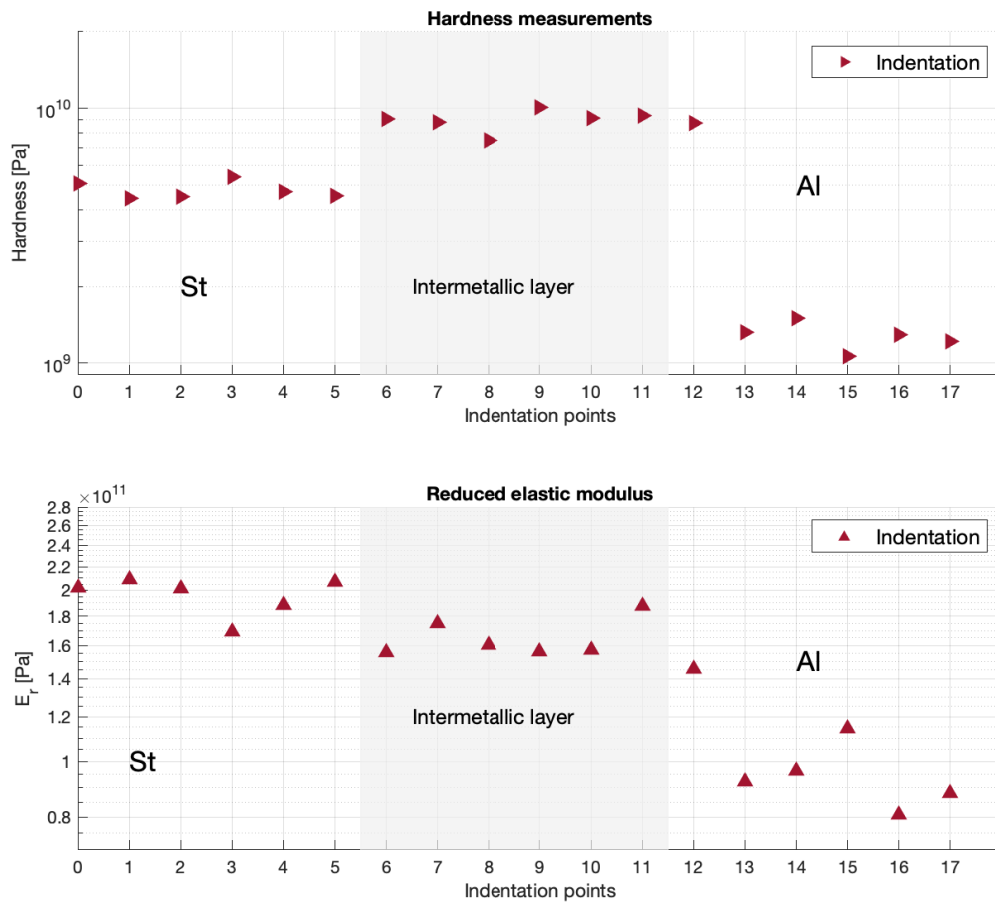 Hardness measurements
Indentation
10^10
Hardness [Pa]
Al
St
Intermetallic layer
10^9
0 1 2 3 4 5 6 7 8 9 10 11 12 13 14 15 16 17
Indentation points
×10^11
Reduced elastic modulus
2.8
Indentation
2.6
2.4
2.2
2
1.8
1.6
E_r [Pa]
Al
1.4
Intermetallic layer
1.2
St
1
0.8
0 1 2 3 4 5 6 7 8 9 10 11 12 13 14 15 16 17
Indentation points